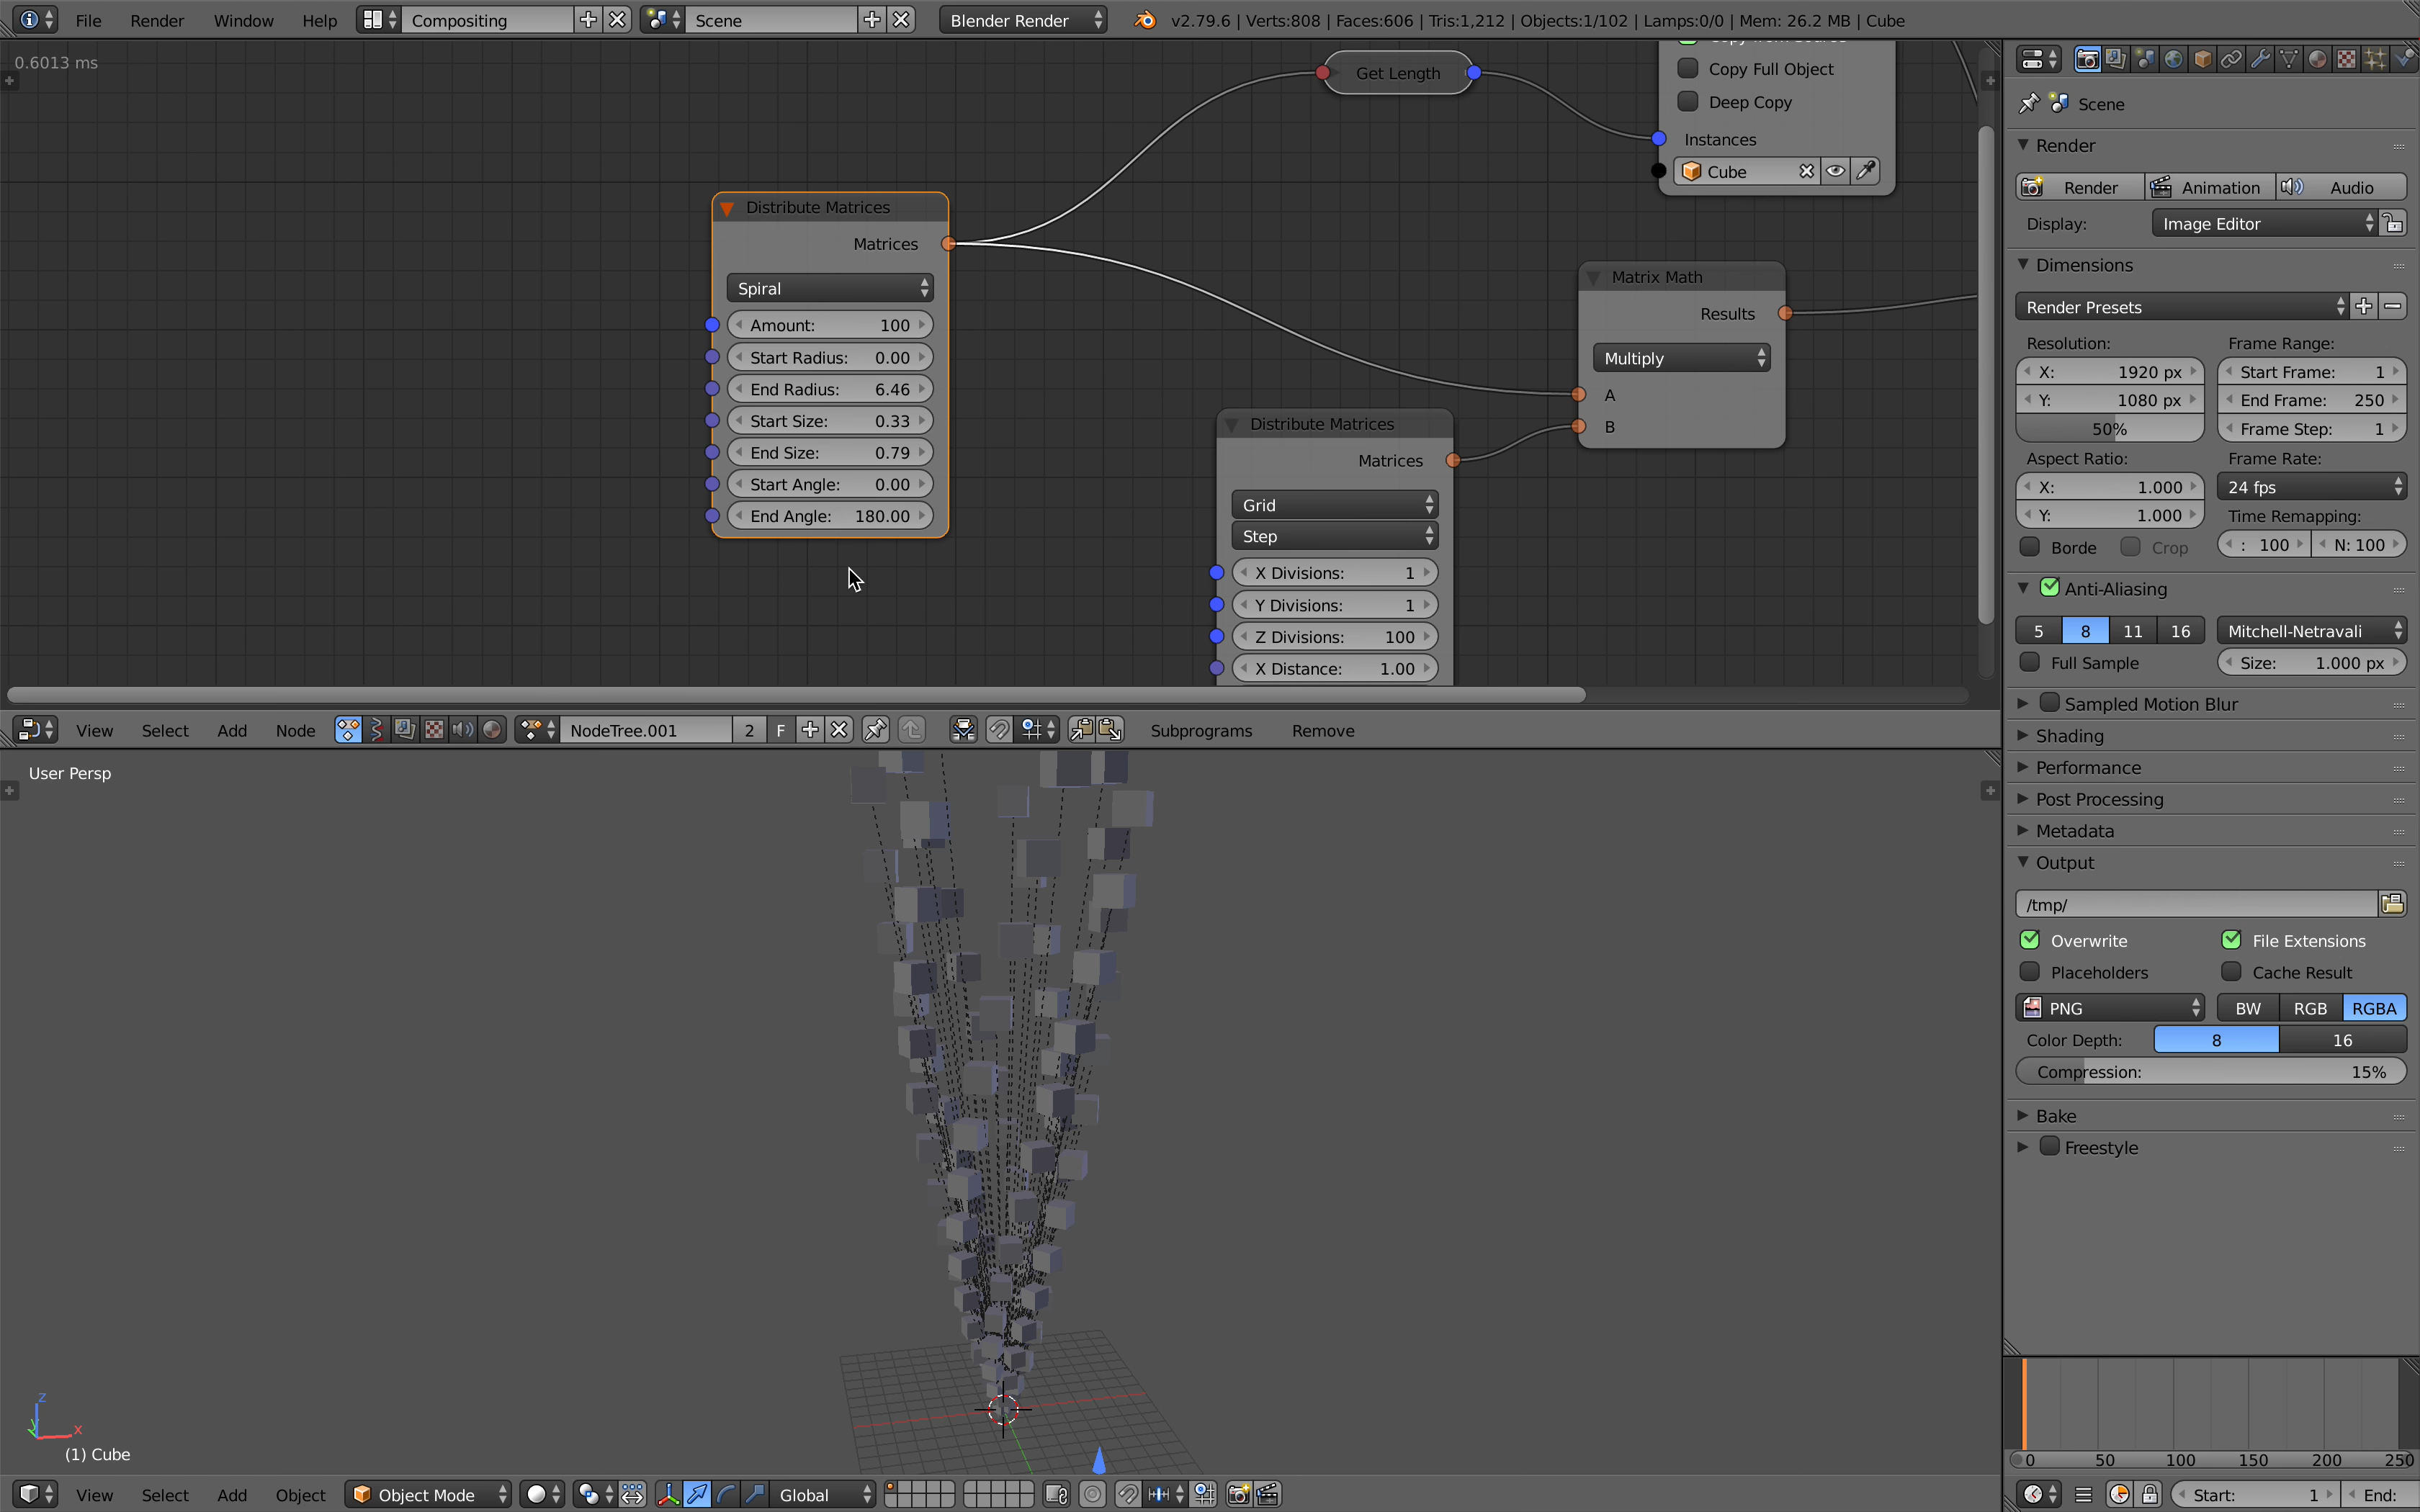 File Render Window Help Compositing Scene Blender Render v2.79.6 | Verts:808 | Faces:606 | Tris:1,212 | Objects:1/102 | Lamps:0/0 | Mem: 26.2 MB | Cube
0.6013 ms
Get Length
Copy Full Object
Deep Copy
Instances
Cube
Distribute Matrices
Matrices
Spiral
Amount: 100
Start Radius: 0.00
End Radius: 6.46
Start Size: 0.33
End Size: 0.79
Start Angle: 0.00
End Angle: 180.00
Matrix Math
Results
Multiply
A
B
Distribute Matrices
Matrices
Grid
Step
X Divisions: 1
Y Divisions: 1
Z Divisions: 100
X Distance: 1.00
View Select Add Node NodeTree.001 2 F Subprograms Remove
User Persp
z
y
x
(1) Cube
View Select Add Object Object Mode Global
Scene
Render
Render Animation Audio
Display: Image Editor
Dimensions
Render Presets
Resolution: Frame Range:
X: 1920 px Start Frame: 1
Y: 1080 px End Frame: 250
50% Frame Step: 1
Aspect Ratio: Frame Rate:
X: 1.000 24 fps
Y: 1.000 Time Remapping:
Borde Crop : 100 N: 100
Anti-Aliasing
5 8 11 16 Mitchell-Netravali
Full Sample Size: 1.000 px
Sampled Motion Blur
Shading
Performance
Post Processing
Metadata
Output
/tmp/
Overwrite File Extensions
Placeholders Cache Result
PNG BW RGB RGBA
Color Depth: 8 16
Compression: 15%
Bake
Freestyle
0 50 100 150 200 250
Start: 1 End: